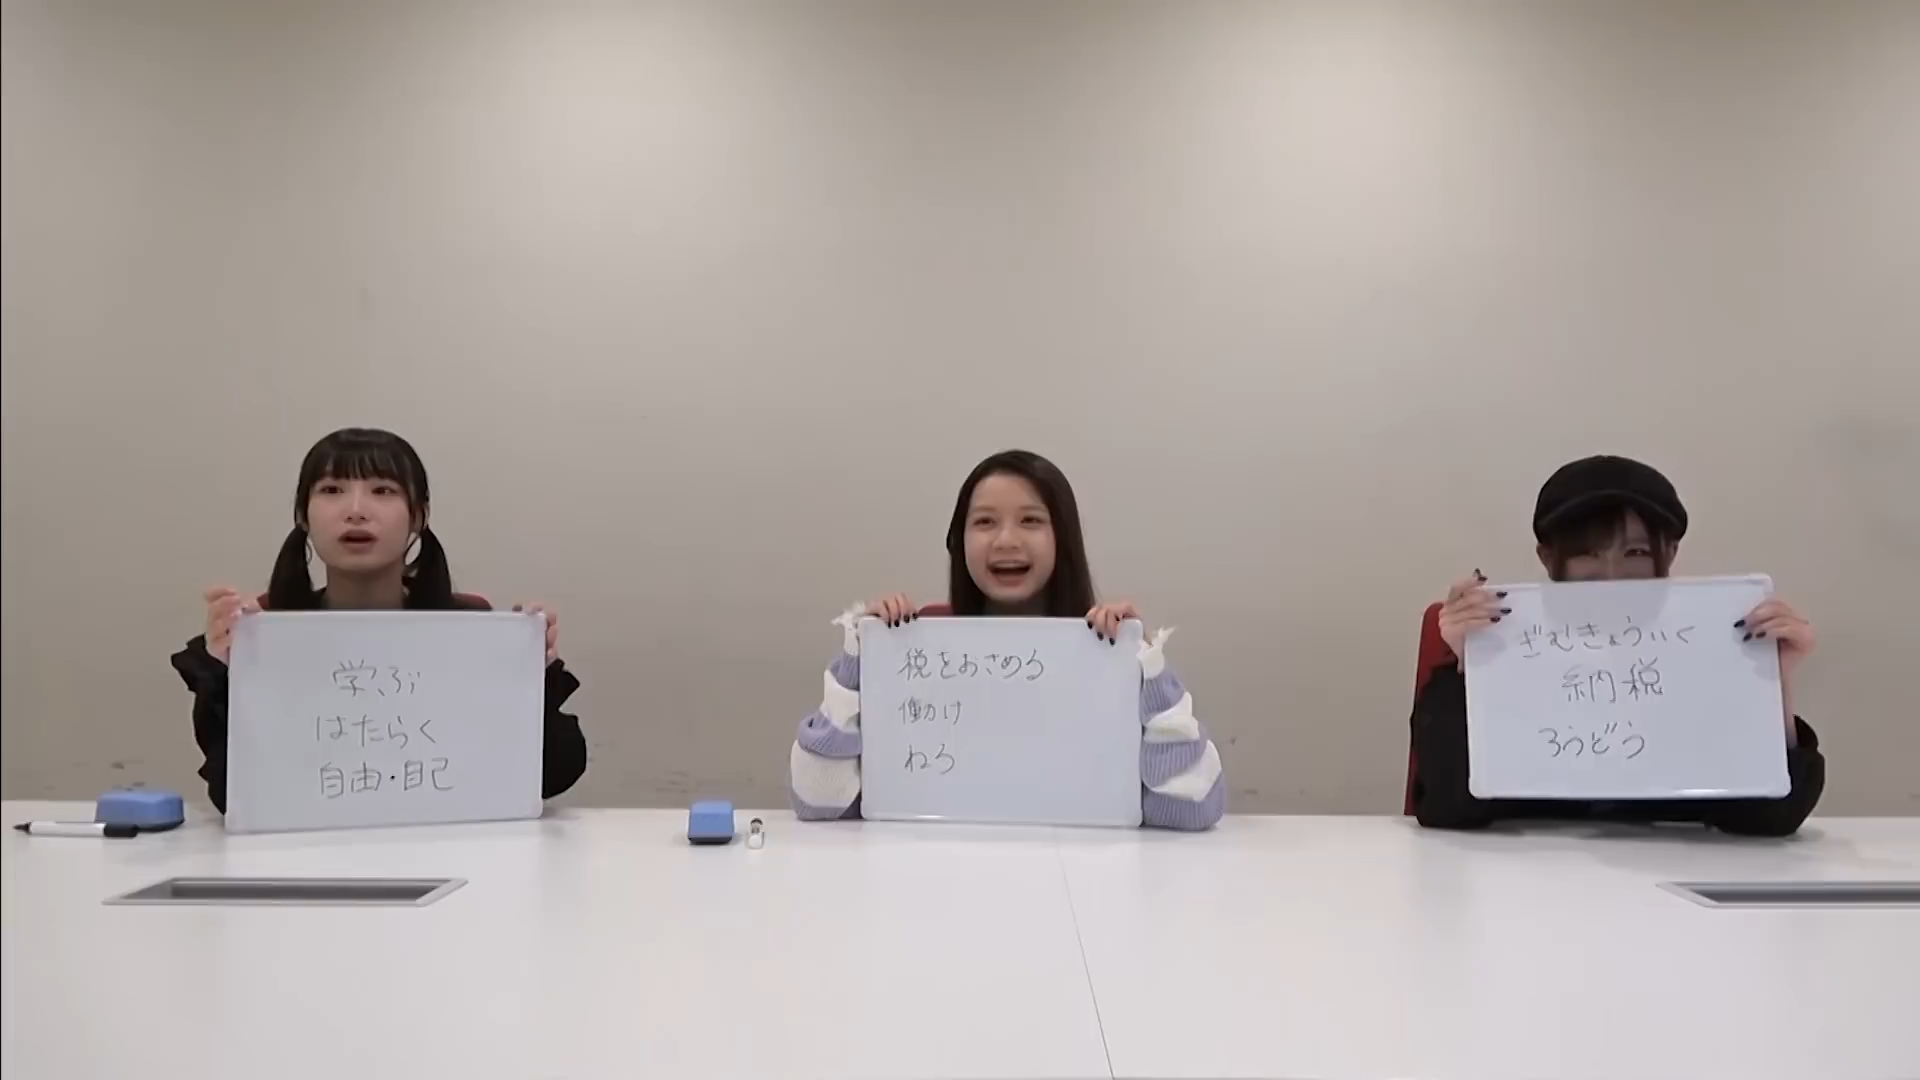 学ぶ
はたらく
自由・自己
税をおさめる
働け
ねろ
ぎむきょういく
納税
ろうどう